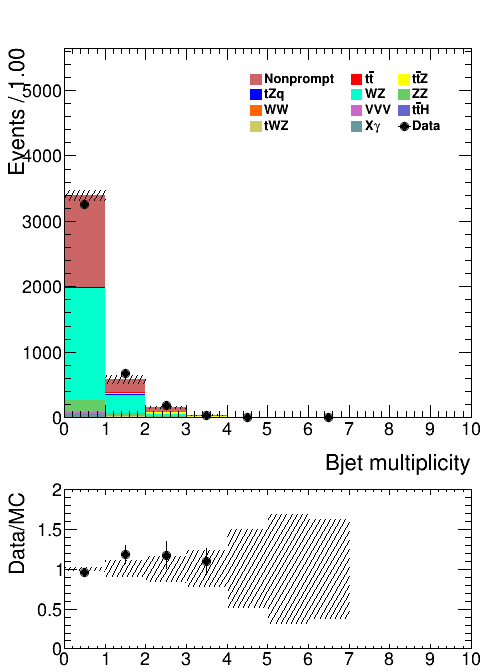 Events / 1.00
5000
4000
3000
2000
1000
0
Nonprompt tt̅ tt̅Z
tZq WZ ZZ
WW VVV tt̅H
tWZ Xγ Data
0 1 2 3 4 5 6 7 8 9 10
Bjet multiplicity
Data/MC
2
1.5
1
0.5
0
0 1 2 3 4 5 6 7 8 9 10